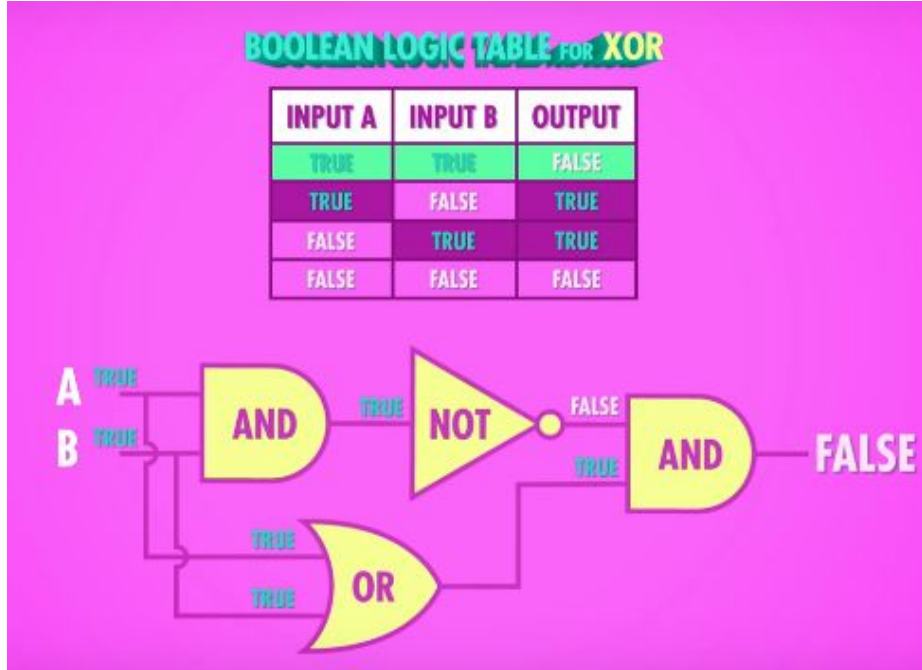 BOOLEAN LOGIC TABLE FOR XOR
INPUT A INPUT B OUTPUT
TRUE TRUE FALSE
TRUE FALSE TRUE
FALSE TRUE TRUE
FALSE FALSE FALSE
A TRUE
B TRUE
AND
TRUE
NOT
FALSE
TRUE
AND
FALSE
TRUE
TRUE
OR